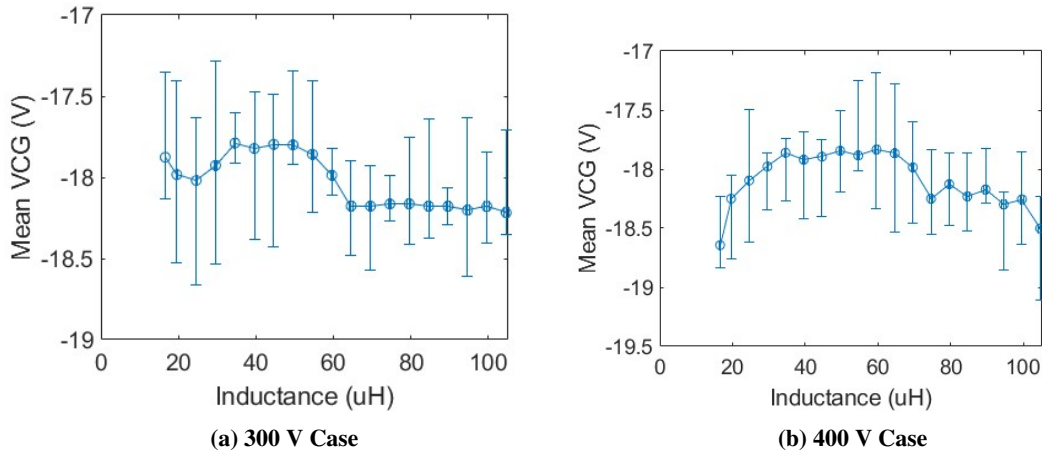 -17
-17.5
-18
-18.5
-19
Mean VCG (V)
0 20 40 60 80 100
Inductance (uH)
(a) 300 V Case
-17
-17.5
-18
-18.5
-19
-19.5
Mean VCG (V)
0 20 40 60 80 100
Inductance (uH)
(b) 400 V Case